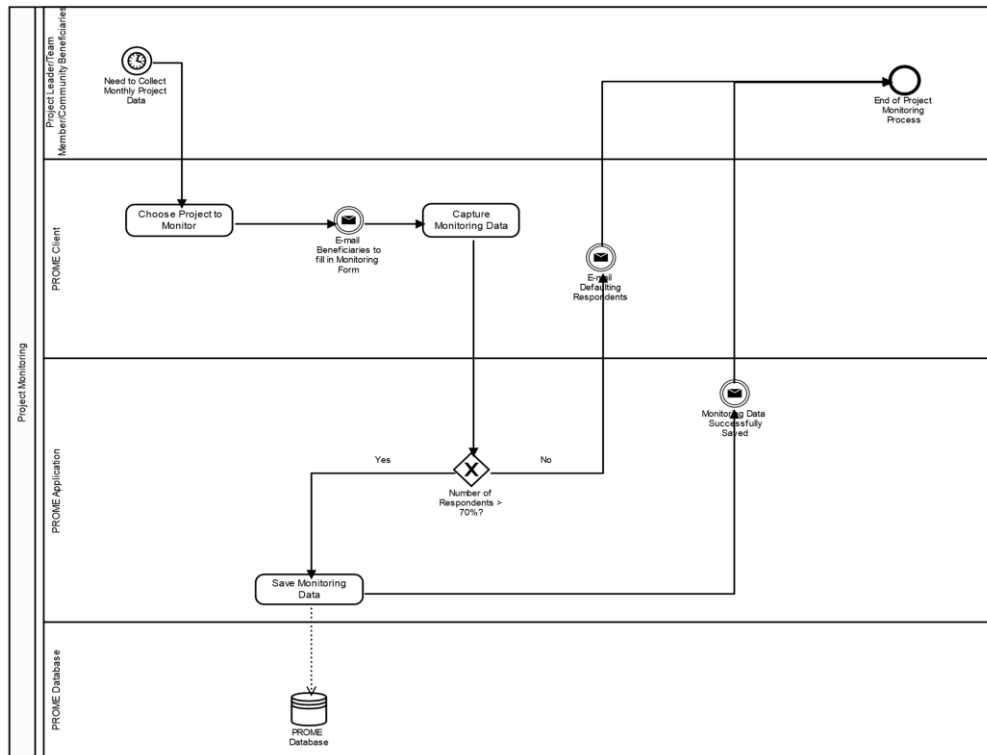 Project Monitoring
Project Leader/Team
Member/Community Beneficiaries
Need to Collect
Monthly Project
Data
End of Project
Monitoring
Process
PROME Client
Choose Project to
Monitor
E-mail
Beneficiaries to
fill in Monitoring
Form
Capture
Monitoring Data
E-mail
Defaulting
Respondents
PROME Application
Monitoring Data
Successfully
Saved
Yes
No
X
Number of
Respondents >
70%?
Save Monitoring
Data
PROME Database
PROME
Database